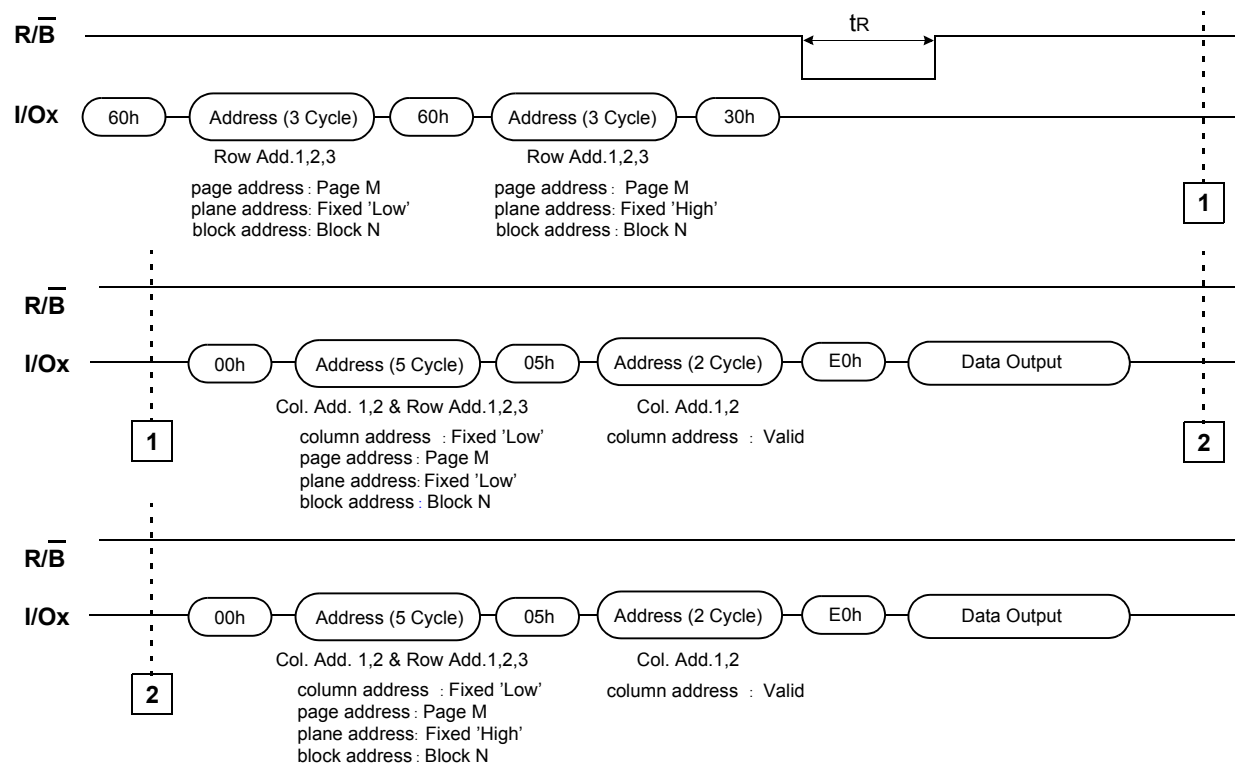 tR
R/B
I/Ox 60h Address (3 Cycle) 60h Address (3 Cycle) 30h
Row Add.1,2,3 Row Add.1,2,3
page address : Page M page address : Page M
plane address: Fixed 'Low' plane address: Fixed 'High'
block address: Block N block address: Block N
1
R/B
I/Ox 00h Address (5 Cycle) 05h Address (2 Cycle) E0h Data Output
Col. Add. 1,2 & Row Add.1,2,3 Col. Add.1,2
column address : Fixed 'Low' column address : Valid
page address : Page M
plane address: Fixed 'Low'
block address : Block N
1 2
R/B
I/Ox 00h Address (5 Cycle) 05h Address (2 Cycle) E0h Data Output
Col. Add. 1,2 & Row Add.1,2,3 Col. Add.1,2
column address : Fixed 'Low' column address : Valid
page address : Page M
plane address: Fixed 'High'
block address : Block N
2